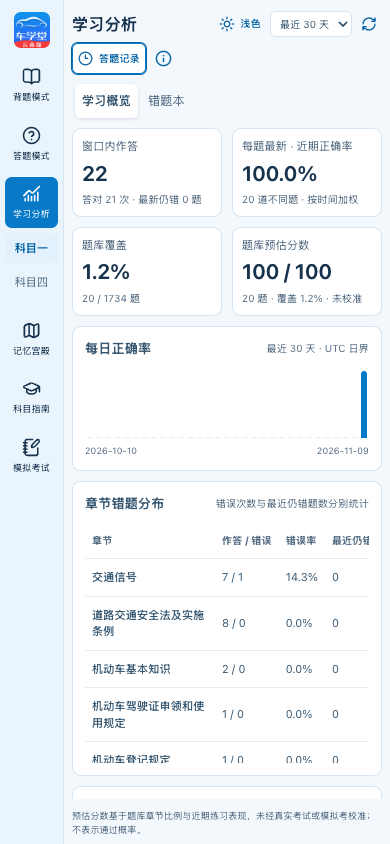 车学堂
云南版
背题模式
答题模式
学习分析
科目一
科目四
记忆宫殿
科目指南
模拟考试
学习分析
浅色
最近 30 天
答题记录
学习概览
错题本
窗口内作答
22
答对 21 次 · 最新仍错 0 题
每题最新 · 近期正确率
100.0%
20 道不同题 · 按时间加权
题库覆盖
1.2%
20 / 1734 题
题库预估分数
100 / 100
20 题 · 覆盖 1.2% · 未校准
每日正确率
最近 30 天 · UTC 日界
2026-10-10
2026-11-09
章节错题分布
错误次数与最近仍错题数分别统计
章节 作答 / 错误 错误率 最近仍错
交通信号 7 / 1 14.3% 0
道路交通安全法及实施
条例 8 / 0 0.0% 0
机动车基本知识 2 / 0 0.0% 0
机动车驾驶证申领和使
用规定 1 / 0 0.0% 0
机动车登记规定 1 / 0 0.0% 0
预估分数基于题库章节比例与近期练习表现，未经真实考试或模拟考校准；
不表示通过概率。